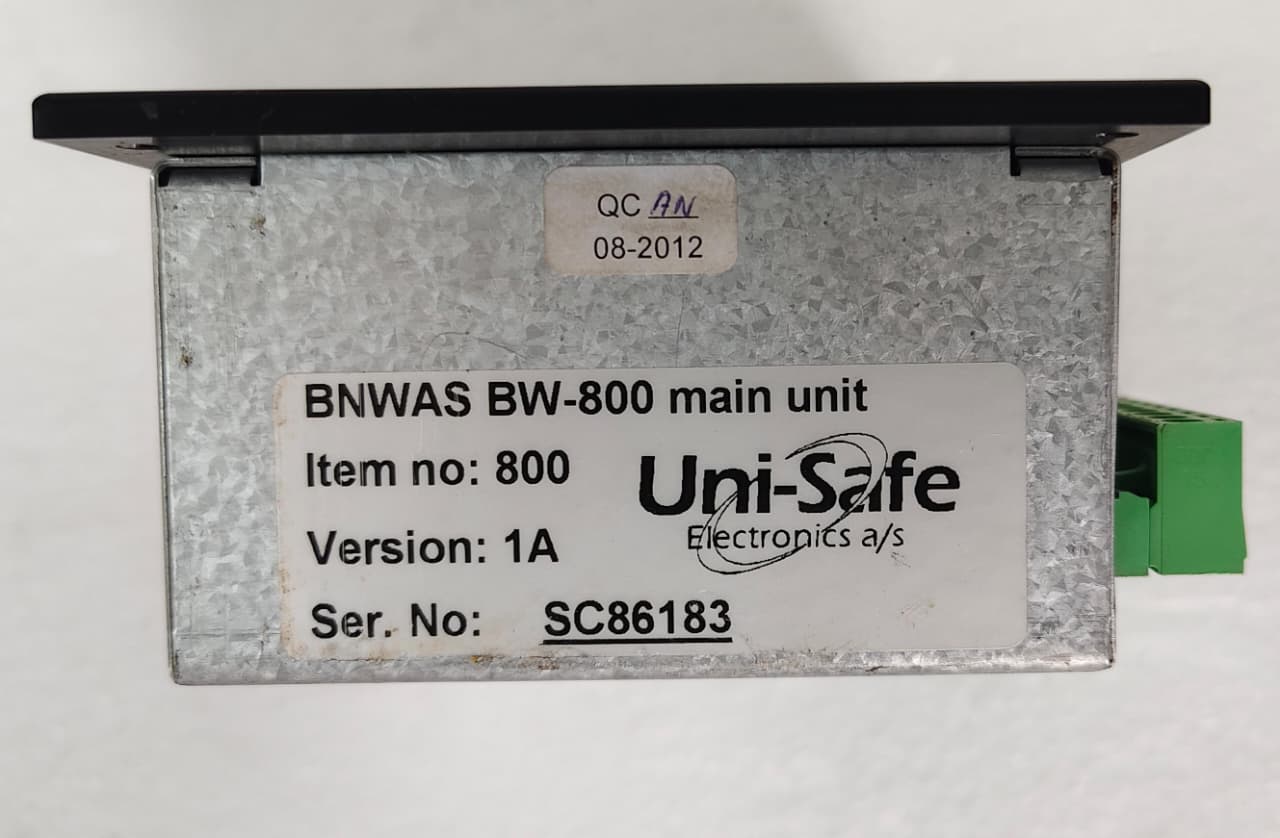 QC AN
08-2012
BNWAS BW-800 main unit
Item no: 800
Uni-Safe
Electronics a/s
Version: 1A
Ser. No: SC86183